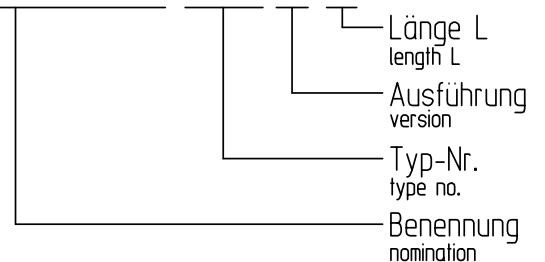 Länge L
length L
Ausführung
version
Typ-Nr.
type no.
Benennung
nomination